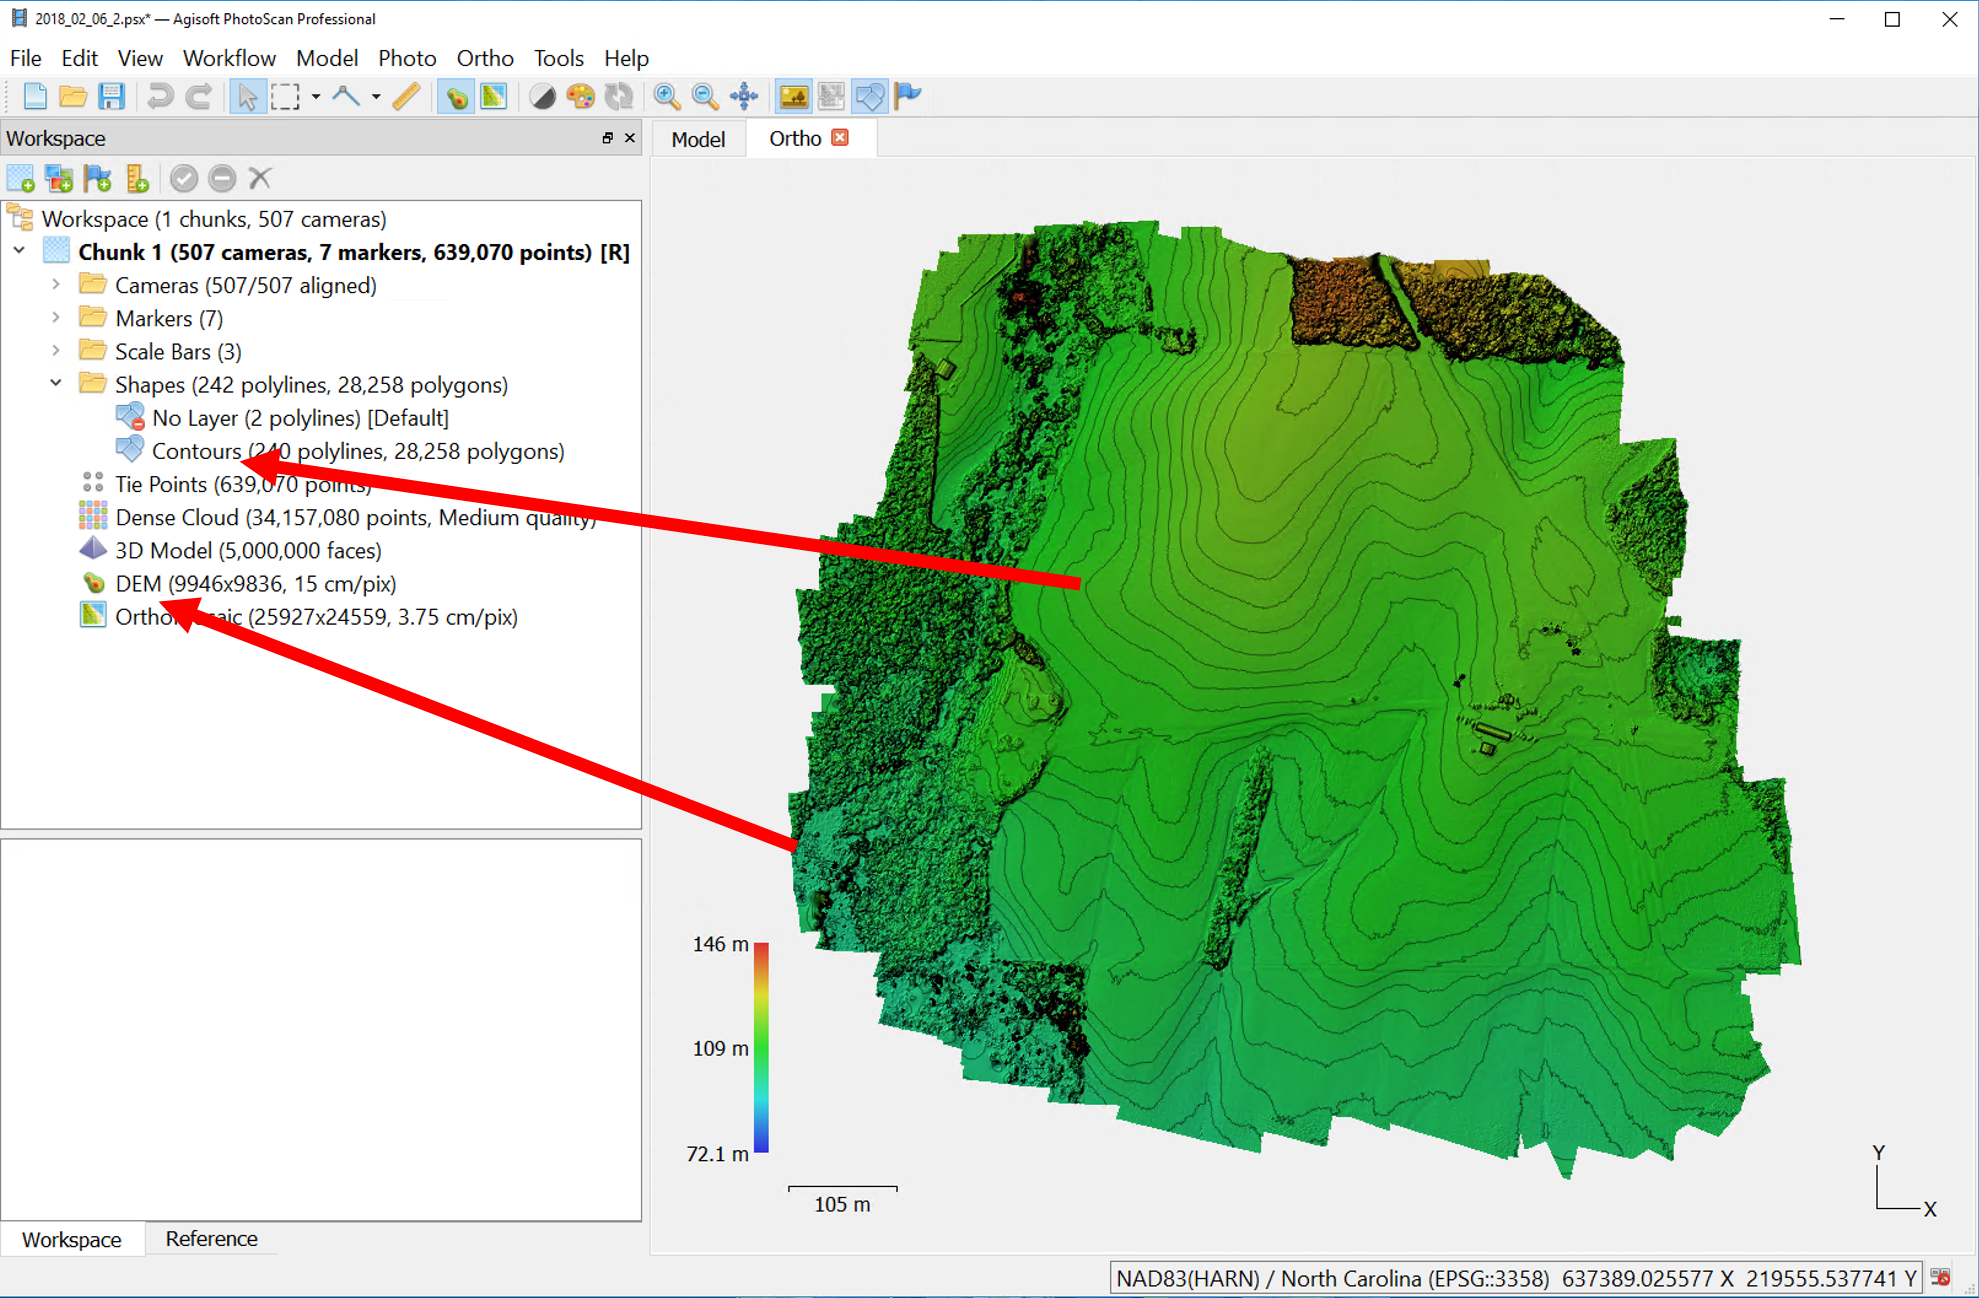 2018_02_06_2.psx* — Agisoft PhotoScan Professional
File Edit View Workflow Model Photo Ortho Tools Help
Workspace
Model Ortho
Workspace (1 chunks, 507 cameras)
Chunk 1 (507 cameras, 7 markers, 639,070 points) [R]
Cameras (507/507 aligned)
Markers (7)
Scale Bars (3)
Shapes (242 polylines, 28,258 polygons)
No Layer (2 polylines) [Default]
Contours (240 polylines, 28,258 polygons)
Tie Points (639,070 points)
Dense Cloud (34,157,080 points, Medium quality)
3D Model (5,000,000 faces)
DEM (9946x9836, 15 cm/pix)
Orthomosaic (25927x24559, 3.75 cm/pix)
146 m
109 m
72.1 m
105 m
Y
X
Workspace Reference
NAD83(HARN) / North Carolina (EPSG::3358) 637389.025577 X 219555.537741 Y